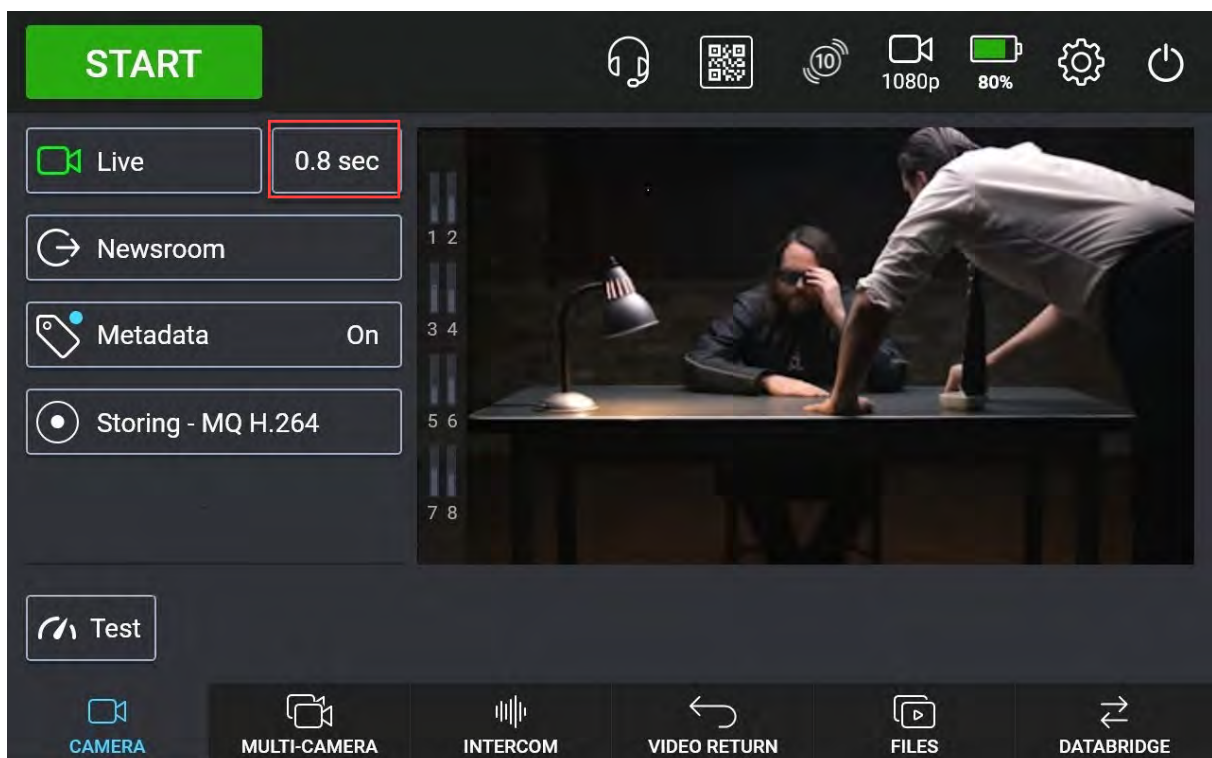 START
10
1080p
80%
Live
0.8 sec
Newsroom
Metadata
On
Storing - MQ H.264
1 2
3 4
5 6
7 8
Test
CAMERA
MULTI-CAMERA
INTERCOM
VIDEO RETURN
FILES
DATABRIDGE